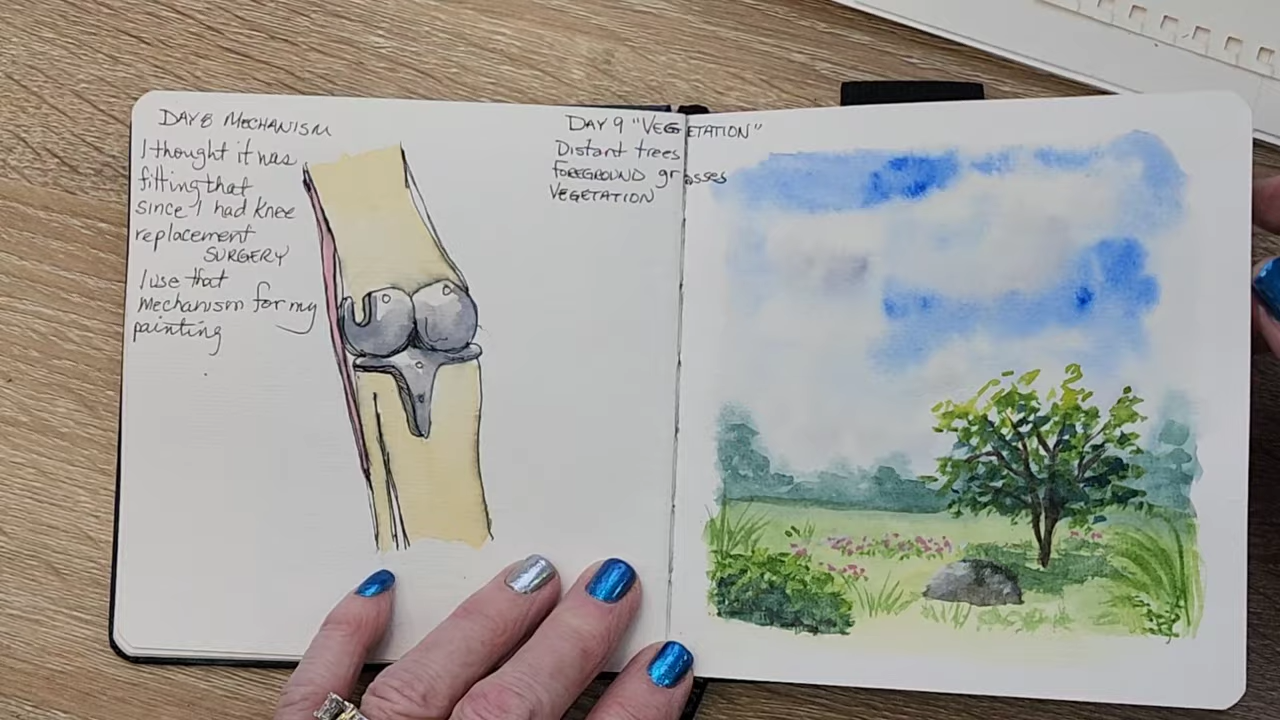 DAY 8 MECHANISM
I thought it was
fitting that
since I had knee
replacement
SURGERY
I use that
Mechanism for my
painting
DAY 9 "VEGETATION"
Distant trees
FOREGROUND grasses
VEGETATION